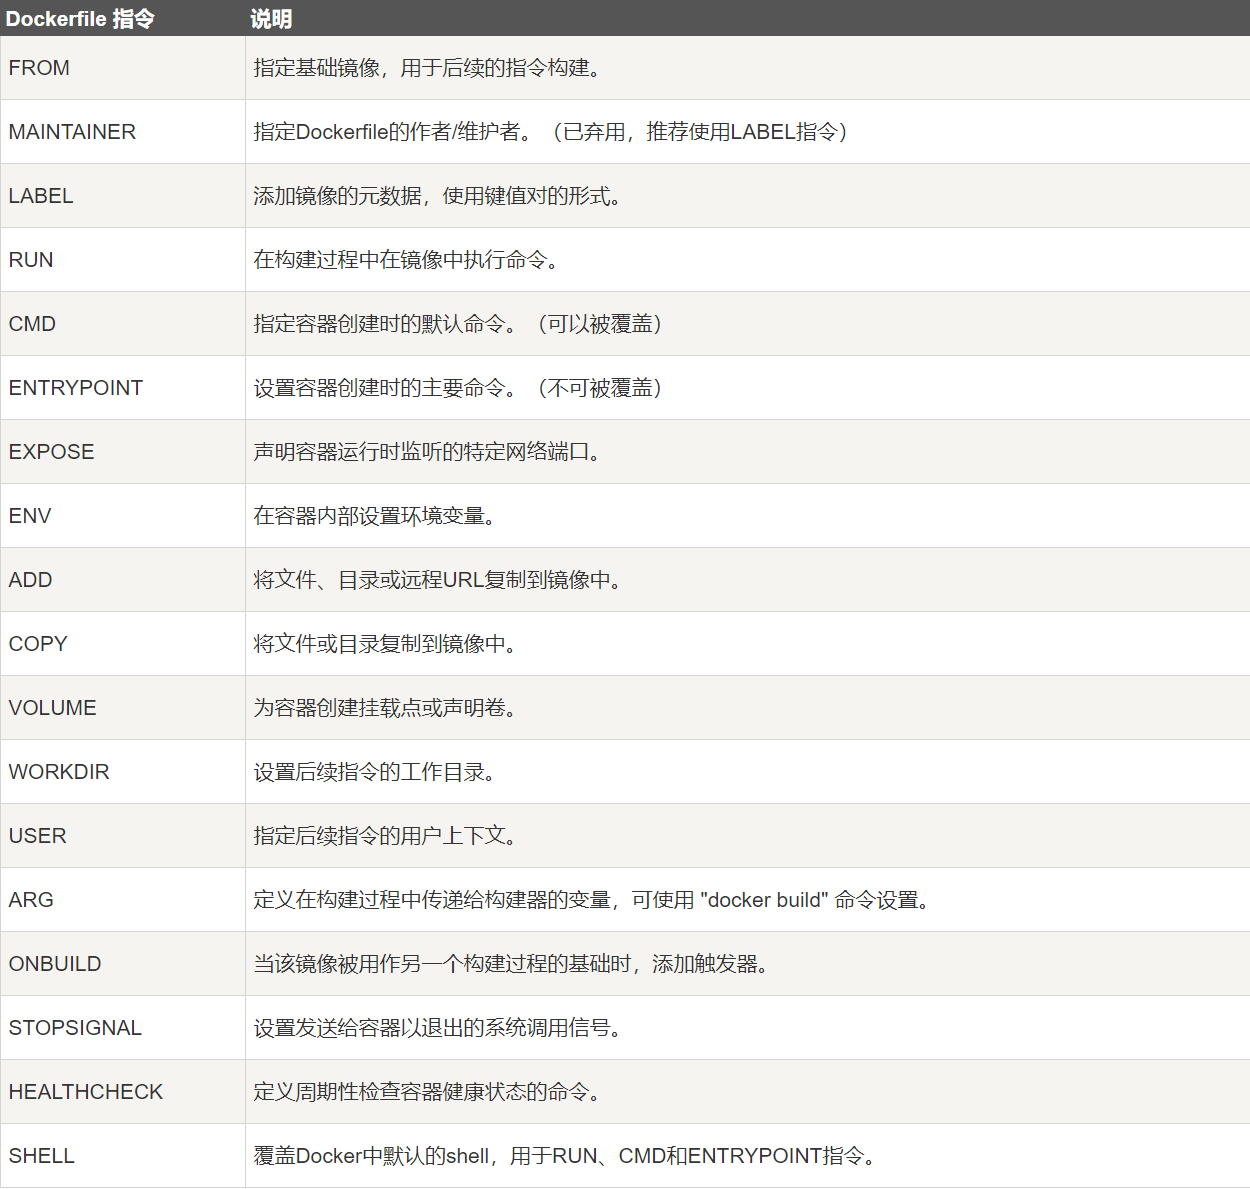 Dockerfile 指令 说明
FROM 指定基础镜像，用于后续的指令构建。
MAINTAINER 指定Dockerfile的作者/维护者。（已弃用，推荐使用LABEL指令）
LABEL 添加镜像的元数据，使用键值对的形式。
RUN 在构建过程中在镜像中执行命令。
CMD 指定容器创建时的默认命令。（可以被覆盖）
ENTRYPOINT 设置容器创建时的主要命令。（不可被覆盖）
EXPOSE 声明容器运行时监听的特定网络端口。
ENV 在容器内部设置环境变量。
ADD 将文件、目录或远程URL复制到镜像中。
COPY 将文件或目录复制到镜像中。
VOLUME 为容器创建挂载点或声明卷。
WORKDIR 设置后续指令的工作目录。
USER 指定后续指令的用户上下文。
ARG 定义在构建过程中传递给构建器的变量，可使用 "docker build" 命令设置。
ONBUILD 当该镜像被用作另一个构建过程的基础时，添加触发器。
STOPSIGNAL 设置发送给容器以退出的系统调用信号。
HEALTHCHECK 定义周期性检查容器健康状态的命令。
SHELL 覆盖Docker中默认的shell，用于RUN、CMD和ENTRYPOINT指令。